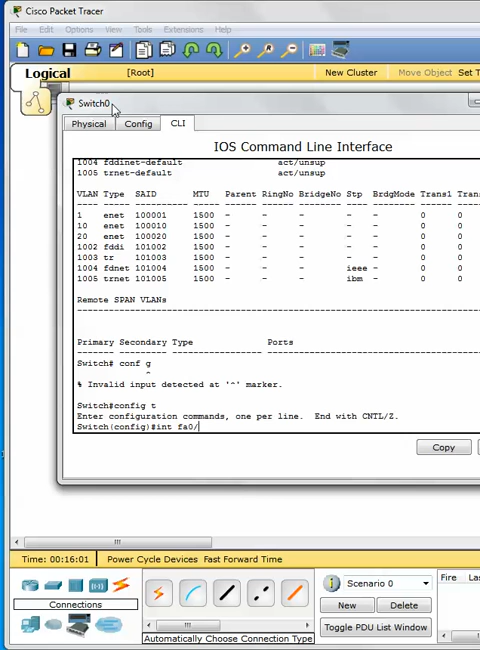 Cisco Packet Tracer
File Edit Options View Tools Extensions Help
Logical [Root] New Cluster Move Object Set T
Switch0
Physical Config CLI
IOS Command Line Interface
1004 fddinet-default act/unsup
1005 trnet-default act/unsup
VLAN Type SAID MTU Parent RingNo BridgeNo Stp BrdgMode Trans1 Tran
---- ----- ---------- ----- ------ ------ -------- ---- -------- ------ ----
1 enet 100001 1500 - - - - - 0 0
10 enet 100010 1500 - - - - - 0 0
20 enet 100020 1500 - - - - - 0 0
1002 fddi 101002 1500 - - - - - 0 0
1003 tr 101003 1500 - - - - - 0 0
1004 fdnet 101004 1500 - - - ieee - 0 0
1005 trnet 101005 1500 - - - ibm - 0 0
Remote SPAN VLANs
Primary Secondary Type Ports
------- --------- ----------------- ------------------------------------------
Switch# conf g
^
% Invalid input detected at '^' marker.
Switch#config t
Enter configuration commands, one per line. End with CNTL/Z.
Switch(config)#int fa0/
Copy
Time: 00:16:01 Power Cycle Devices Fast Forward Time
Scenario 0
Fire Las
Connections
New Delete
Toggle PDU List Window
Automatically Choose Connection Type